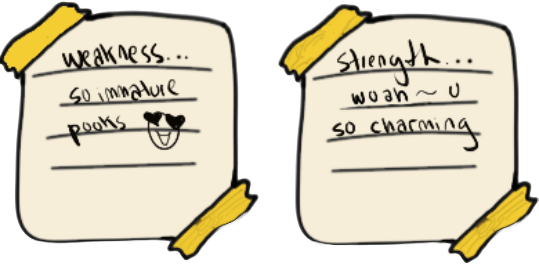 weakness...
so immature
pooks
strength...
woah ~ u
so charming